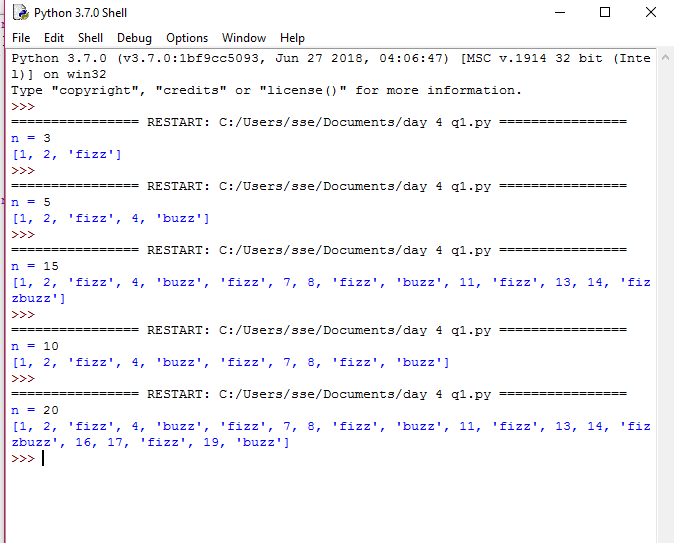 Python 3.7.0 Shell
File Edit Shell Debug Options Window Help
Python 3.7.0 (v3.7.0:1bf9cc5093, Jun 27 2018, 04:06:47) [MSC v.1914 32 bit (Inte
l)] on win32
Type "copyright", "credits" or "license()" for more information.
>>>
================ RESTART: C:/Users/sse/Documents/day 4 q1.py ================
n = 3
[1, 2, 'fizz']
>>>
================ RESTART: C:/Users/sse/Documents/day 4 q1.py ================
n = 5
[1, 2, 'fizz', 4, 'buzz']
>>>
================ RESTART: C:/Users/sse/Documents/day 4 q1.py ================
n = 15
[1, 2, 'fizz', 4, 'buzz', 'fizz', 7, 8, 'fizz', 'buzz', 11, 'fizz', 13, 14, 'fiz
zbuzz']
>>>
================ RESTART: C:/Users/sse/Documents/day 4 q1.py ================
n = 10
[1, 2, 'fizz', 4, 'buzz', 'fizz', 7, 8, 'fizz', 'buzz']
>>>
================ RESTART: C:/Users/sse/Documents/day 4 q1.py ================
n = 20
[1, 2, 'fizz', 4, 'buzz', 'fizz', 7, 8, 'fizz', 'buzz', 11, 'fizz', 13, 14, 'fiz
zbuzz', 16, 17, 'fizz', 19, 'buzz']
>>>